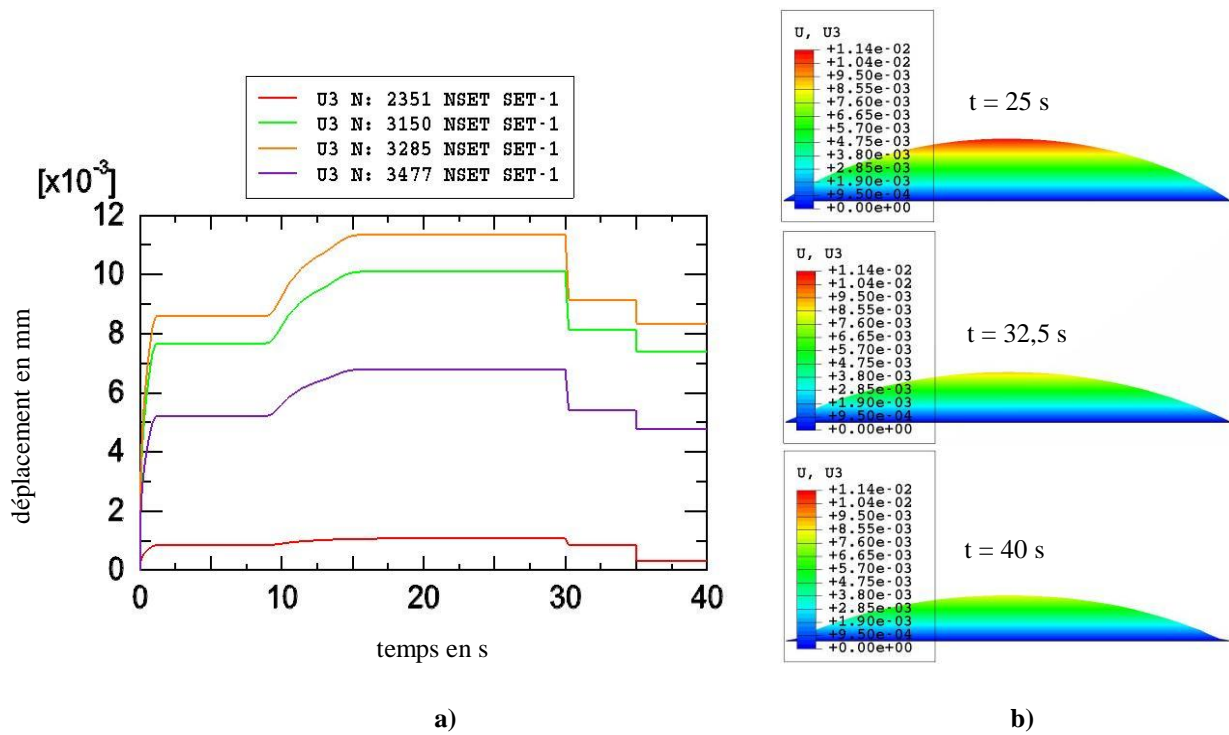 U3 N: 2351 NSET SET-1
U3 N: 3150 NSET SET-1
U3 N: 3285 NSET SET-1
U3 N: 3477 NSET SET-1
[x10⁻³]
12
10
8
6
4
2
0
déplacement en mm
0 10 20 30 40
temps en s
a)
U, U3
+1.14e-02
+1.04e-02
+9.50e-03
+8.55e-03
+7.60e-03
+6.65e-03
+5.70e-03
+4.75e-03
+3.80e-03
+2.85e-03
+1.90e-03
+9.50e-04
+0.00e+00
t = 25 s
U, U3
+1.14e-02
+1.04e-02
+9.50e-03
+8.55e-03
+7.60e-03
+6.65e-03
+5.70e-03
+4.75e-03
+3.80e-03
+2.85e-03
+1.90e-03
+9.50e-04
+0.00e+00
t = 32,5 s
U, U3
+1.14e-02
+1.04e-02
+9.50e-03
+8.55e-03
+7.60e-03
+6.65e-03
+5.70e-03
+4.75e-03
+3.80e-03
+2.85e-03
+1.90e-03
+9.50e-04
+0.00e+00
t = 40 s
b)